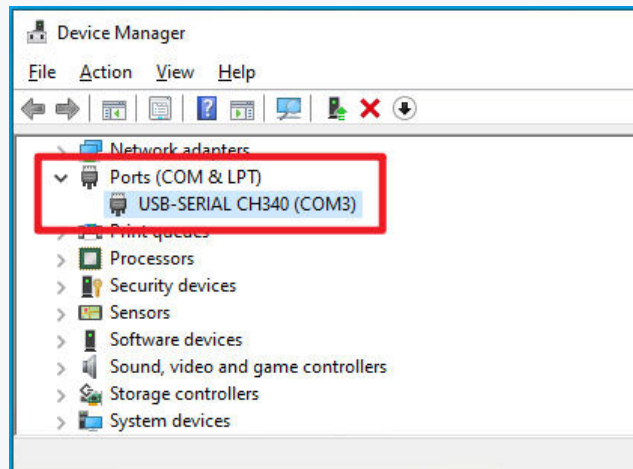 Device Manager
File Action View Help
Network adapters
Ports (COM & LPT)
USB-SERIAL CH340 (COM3)
Print queues
Processors
Security devices
Sensors
Software devices
Sound, video and game controllers
Storage controllers
System devices